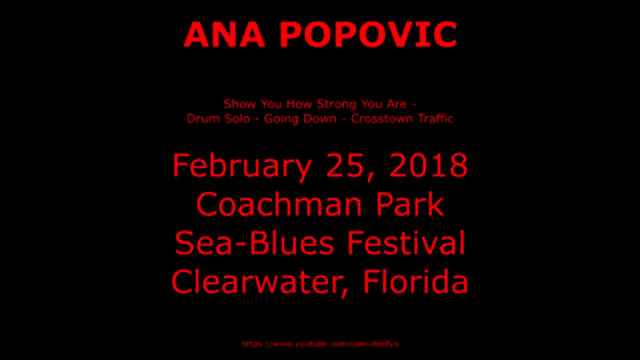 ANA POPOVIC
Show You How Strong You Are -
Drum Solo - Going Down - Crosstown Traffic
February 25, 2018
Coachman Park
Sea-Blues Festival
Clearwater, Florida